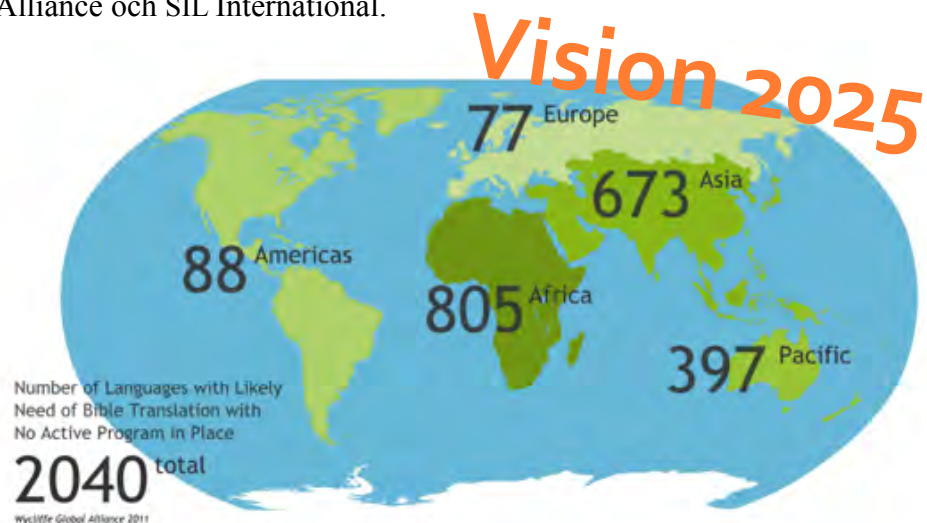 Alliance och SIL International.
Vision 2025
77 Europe
673 Asia
88 Americas
805 Africa
397 Pacific
Number of Languages with Likely
Need of Bible Translation with
No Active Program in Place
2040 total
Wycliffe Global Alliance 2011